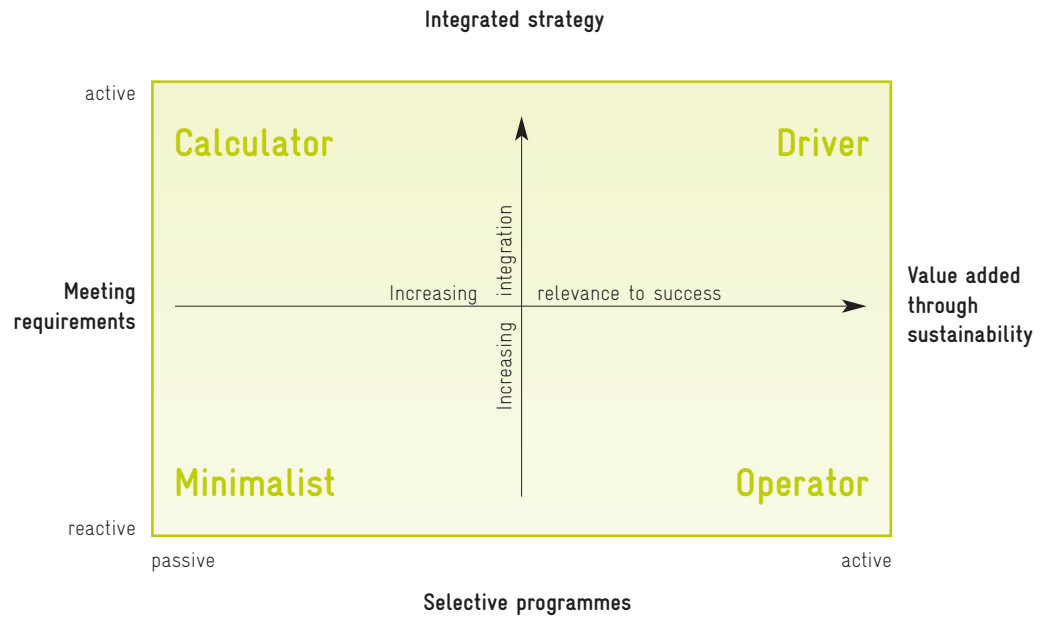 Integrated strategy
active
Calculator
Driver
Increasing integration
Meeting
requirements
Increasing relevance to success
Value added
through
sustainability
Minimalist
Operator
reactive
passive
active
Selective programmes